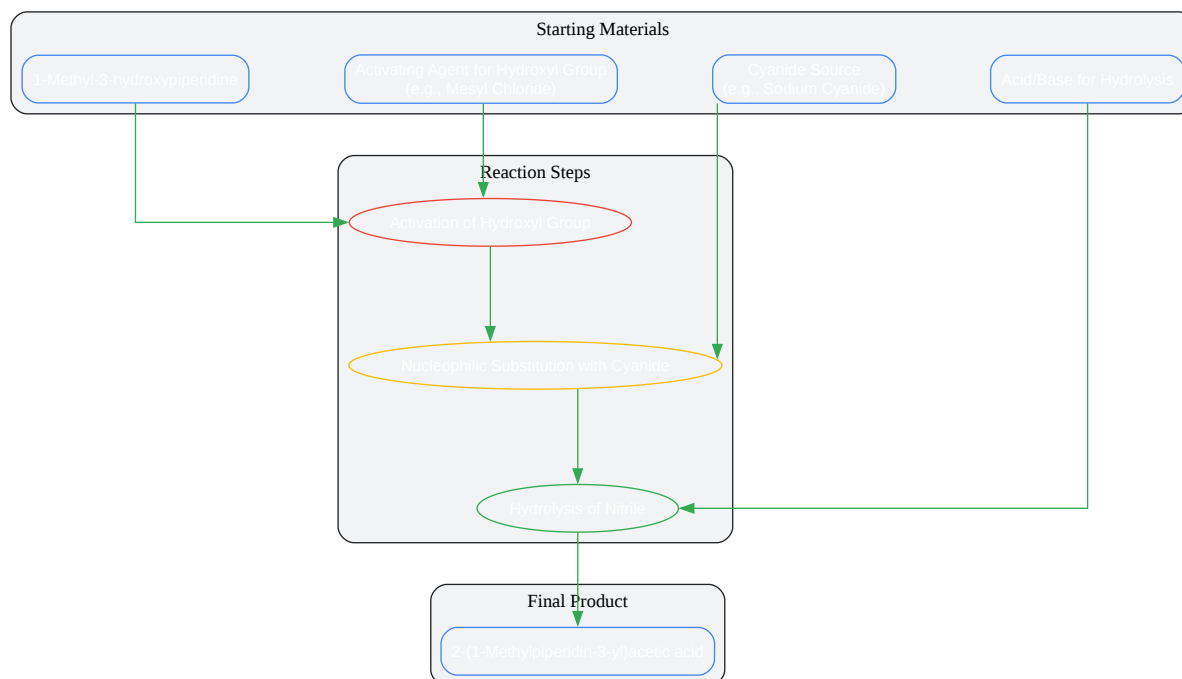 Starting Materials
1-Methyl-3-hydroxypiperidine
Activating Agent for Hydroxyl Group
(e.g., Mesyl Chloride)
Cyanide Source
(e.g., Sodium Cyanide)
Acid/Base for Hydrolysis
Reaction Steps
Activation of Hydroxyl Group
Nucleophilic Substitution with Cyanide
Hydrolysis of Nitrile
Final Product
2-(1-Methylpiperidin-3-yl)acetic acid